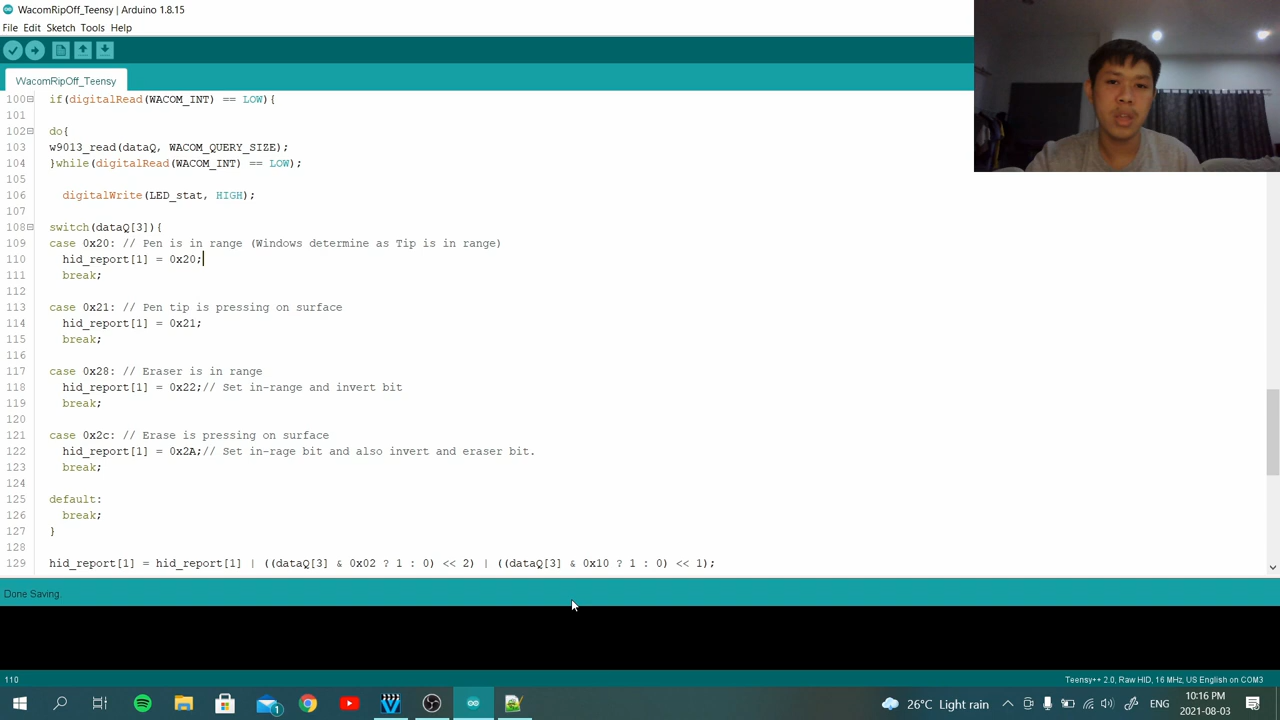 WacomRipOff_Teensy | Arduino 1.8.15
File Edit Sketch Tools Help
WacomRipOff_Teensy
100 if(digitalRead(WACOM_INT) == LOW){
101
102 do{
103 w9013_read(dataQ, WACOM_QUERY_SIZE);
104 }while(digitalRead(WACOM_INT) == LOW);
105
106 digitalWrite(LED_stat, HIGH);
107
108 switch(dataQ[3]){
109 case 0x20: // Pen is in range (Windows determine as Tip is in range)
110 hid_report[1] = 0x20;
111 break;
112
113 case 0x21: // Pen tip is pressing on surface
114 hid_report[1] = 0x21;
115 break;
116
117 case 0x28: // Eraser is in range
118 hid_report[1] = 0x22;// Set in-range and invert bit
119 break;
120
121 case 0x2c: // Erase is pressing on surface
122 hid_report[1] = 0x2A;// Set in-rage bit and also invert and eraser bit.
123 break;
124
125 default:
126 break;
127 }
128
129 hid_report[1] = hid_report[1] | ((dataQ[3] & 0x02 ? 1 : 0) << 2) | ((dataQ[3] & 0x10 ? 1 : 0) << 1);
Done Saving.
110 Teensy++ 2.0, Raw HID, 16 MHz, US English on COM3
26°C Light rain ENG 10:16 PM
2021-08-03